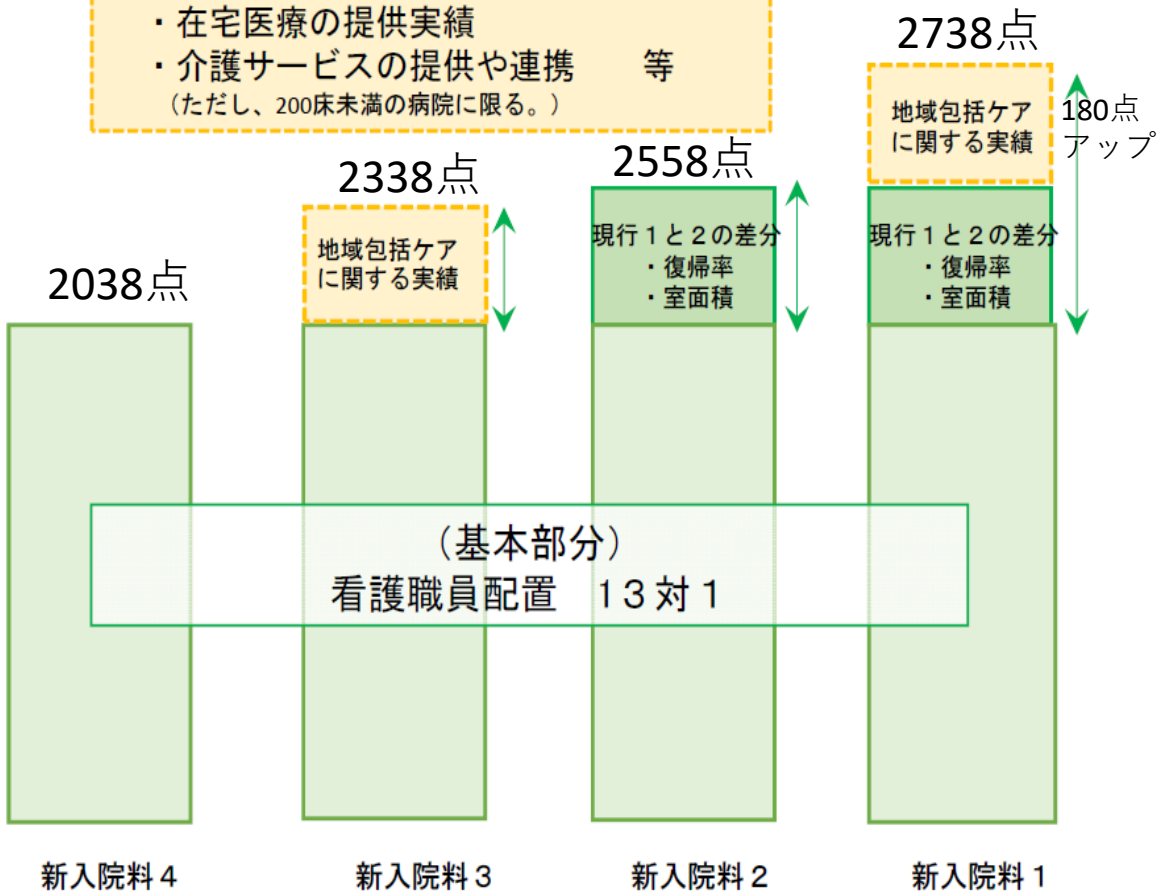 ・在宅医療の提供実績
・介護サービスの提供や連携　　等
（ただし、200床未満の病院に限る。）
2738点
地域包括ケア
に関する実績
180点
アップ
2338点
2558点
地域包括ケア
に関する実績
現行１と２の差分
・復帰率
・室面積
現行１と２の差分
・復帰率
・室面積
2038点
（基本部分）
看護職員配置　１３対１
新入院料４
新入院料３
新入院料２
新入院料１